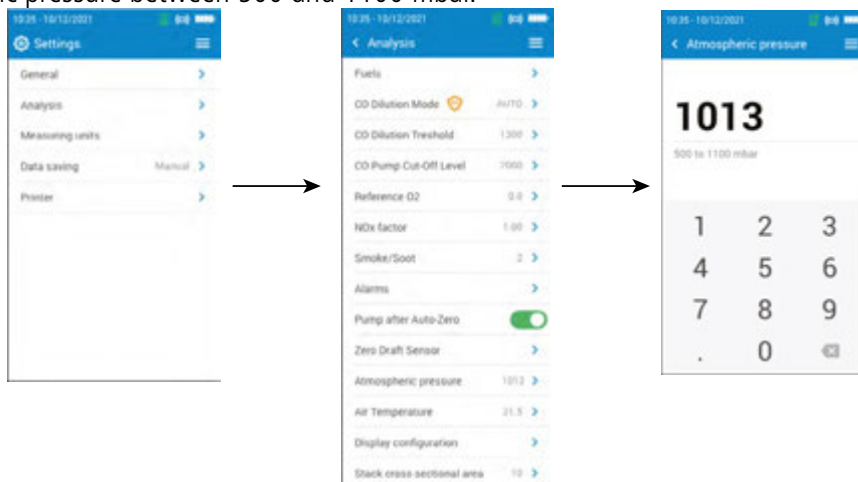 pressure between 500 and 1100 mbar.
10:35 - 10/12/2021
Settings
General
Analysis
Measuring units
Data saving Manual
Printer
10:35 - 10/12/2021
Analysis
Fuels
CO Dilution Mode AUTO
CO Dilution Treshold 1300
CO Pump Cut-Off Level 2000
Reference O2 0.0
NOx factor 1.00
Smoke/Soot 2
Alarms
Pump after Auto-Zero
Zero Draft Sensor
Atmospheric pressure 1013
Air Temperature 21.5
Display configuration
Stack cross sectional area 10
10:35 - 10/12/2021
Atmospheric pressure
1013
500 to 1100 mbar
1 2 3
4 5 6
7 8 9
. 0